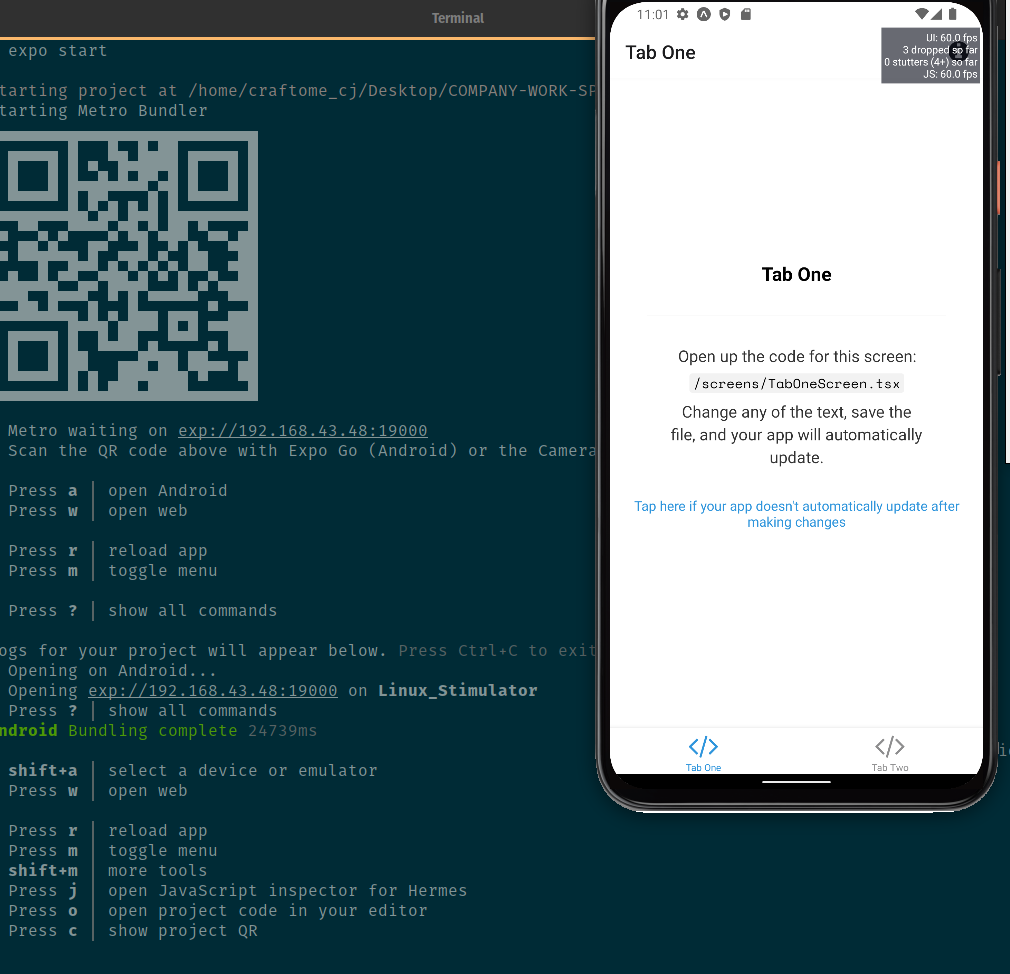 Terminal
expo start
tarting project at /home/craftome_cj/Desktop/COMPANY-WORK-SP
tarting Metro Bundler
Metro waiting on exp://192.168.43.48:19000
Scan the QR code above with Expo Go (Android) or the Camera
Press a │ open Android
Press w │ open web
Press r │ reload app
Press m │ toggle menu
Press ? │ show all commands
ogs for your project will appear below. Press Ctrl+C to exit
Opening on Android...
Opening exp://192.168.43.48:19000 on Linux_Stimulator
Press ? │ show all commands
ndroid Bundling complete 24739ms
shift+a │ select a device or emulator
Press w │ open web
Press r │ reload app
Press m │ toggle menu
shift+m │ more tools
Press j │ open JavaScript inspector for Hermes
Press o │ open project code in your editor
Press c │ show project QR
11:01
Tab One
UI: 60.0 fps
3 dropped so far
0 stutters (4+) so far
JS: 60.0 fps
Tab One
Open up the code for this screen:
/screens/TabOneScreen.tsx
Change any of the text, save the
file, and your app will automatically
update.
Tap here if your app doesn't automatically update after
making changes
</> </>
Tab One Tab Two